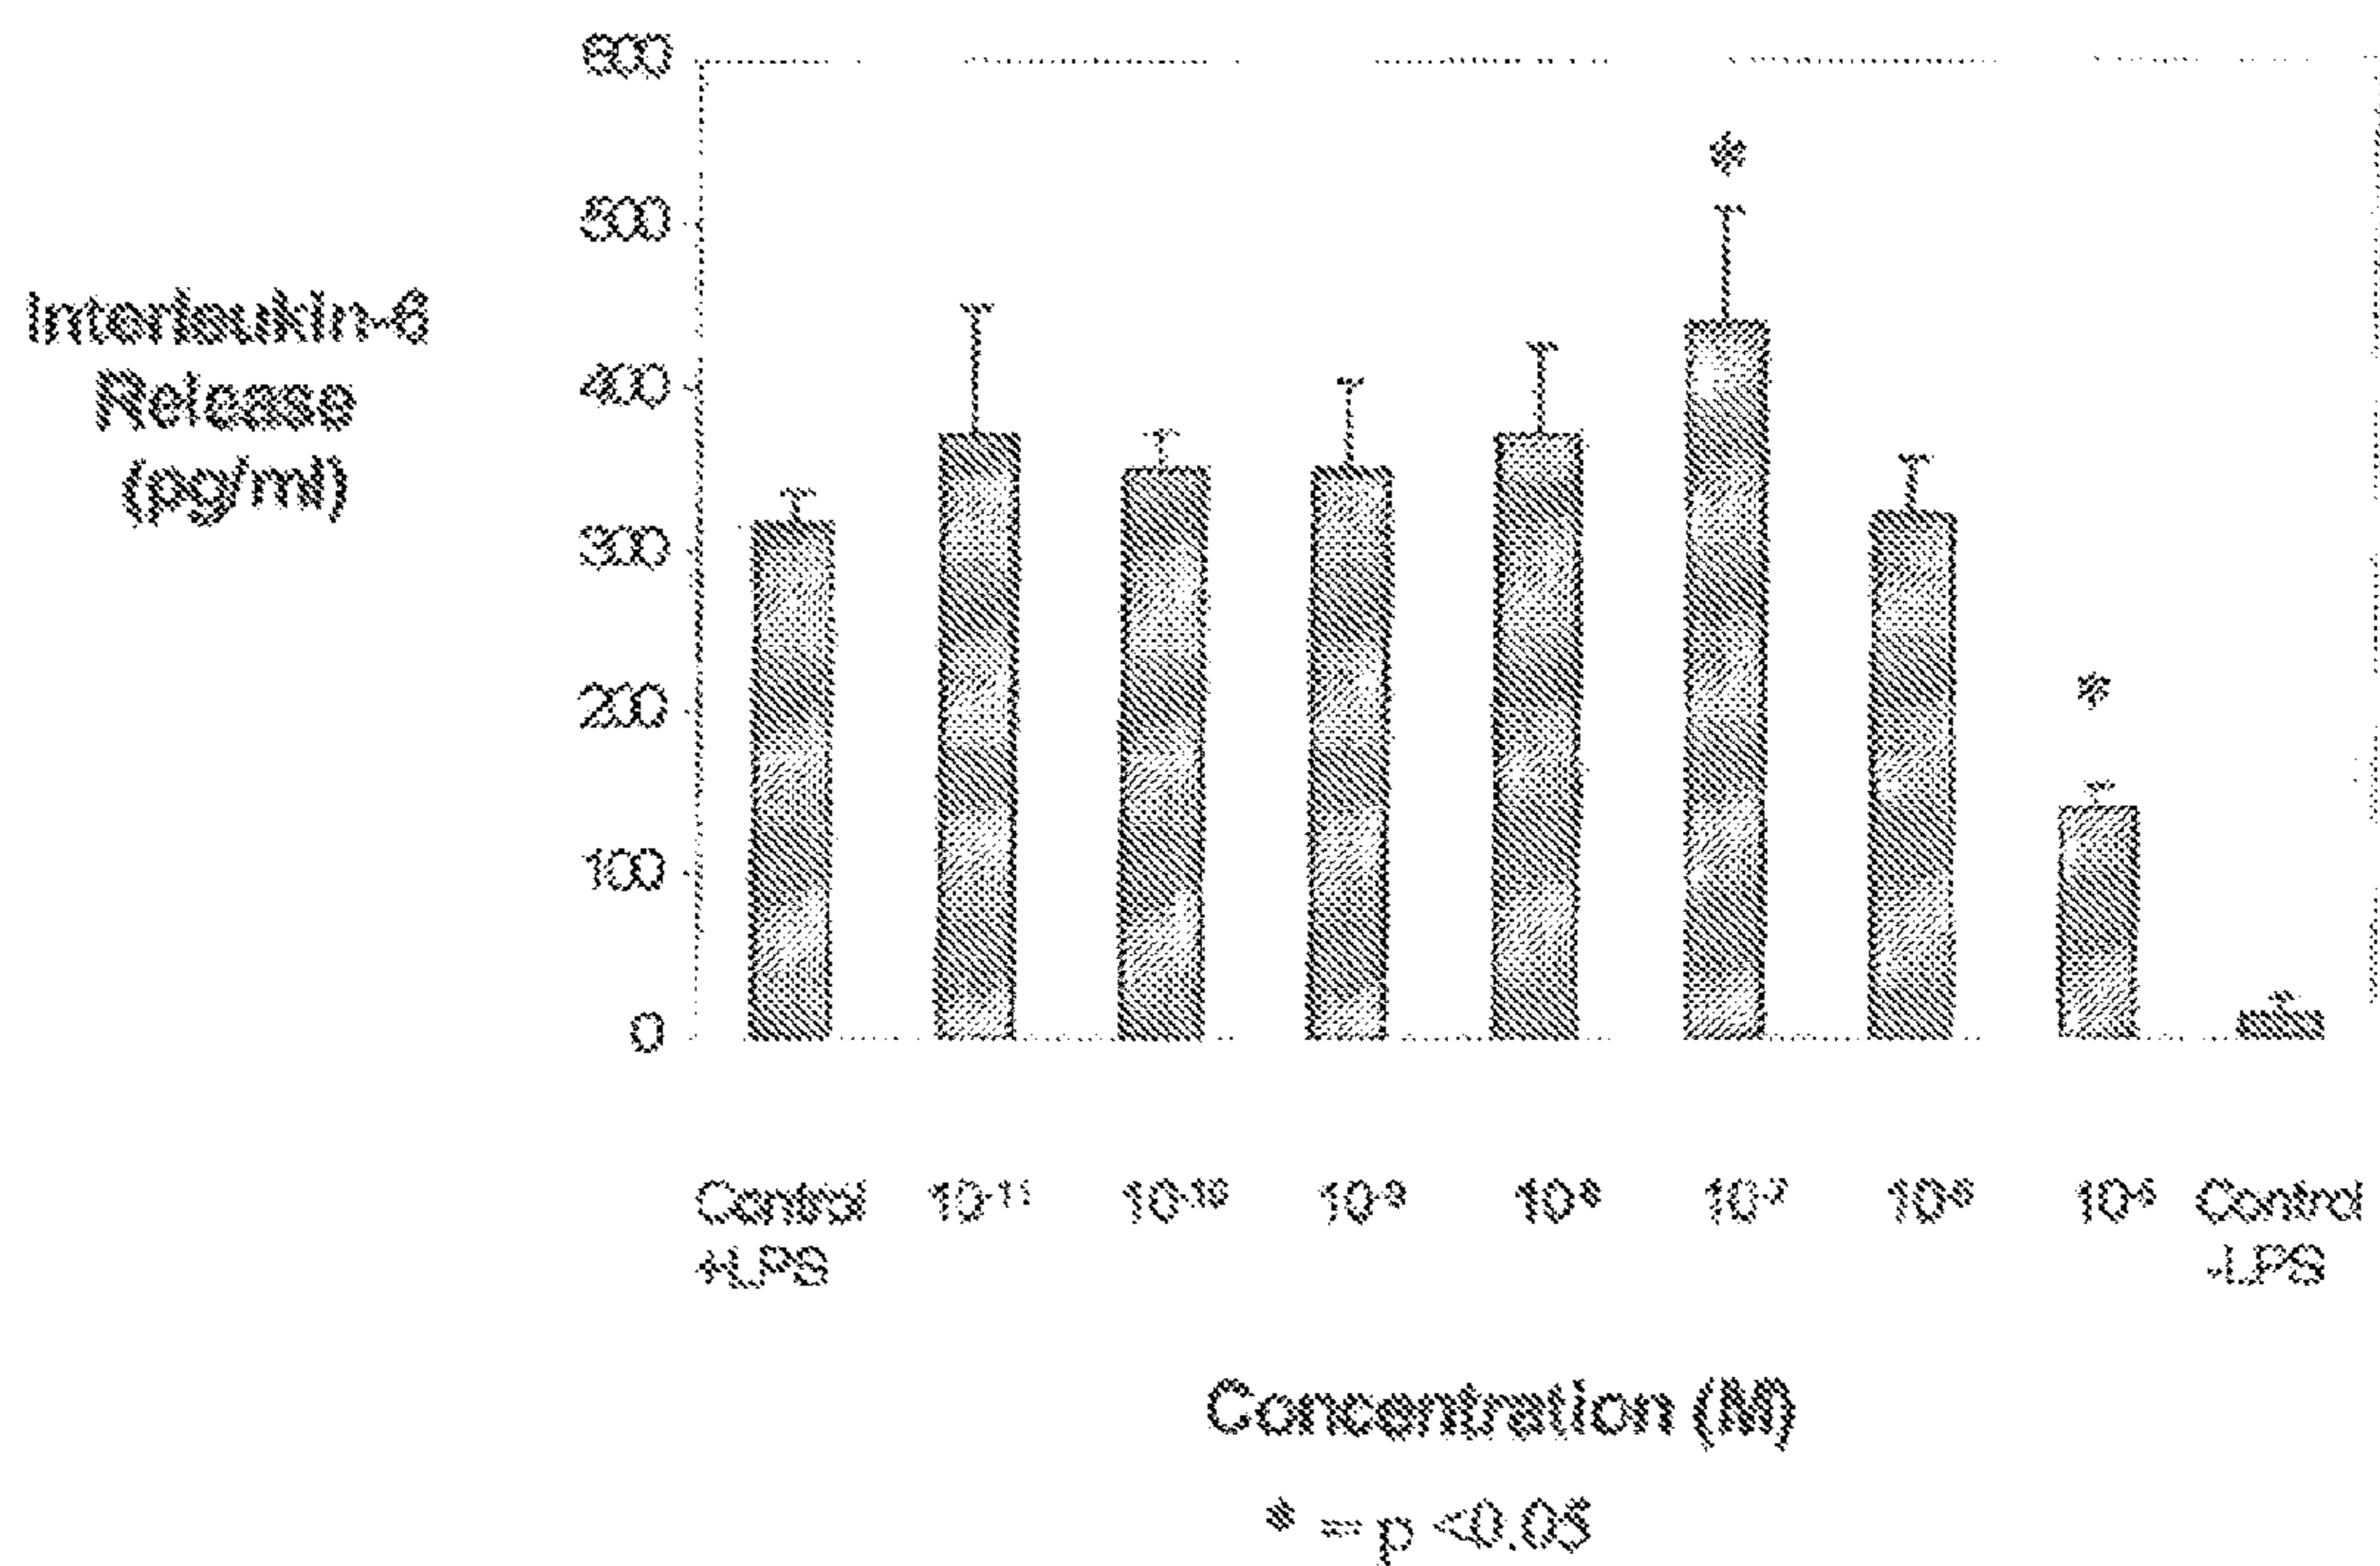 600
500
400
300
200
100
0
Interleukin-6
Release
(pg/ml)
Control 10-11 10-10 10-9 10-8 10-7 10-6 10-5 Control
+LPS -LPS
Concentration (M)
* = p <0.05
*
*